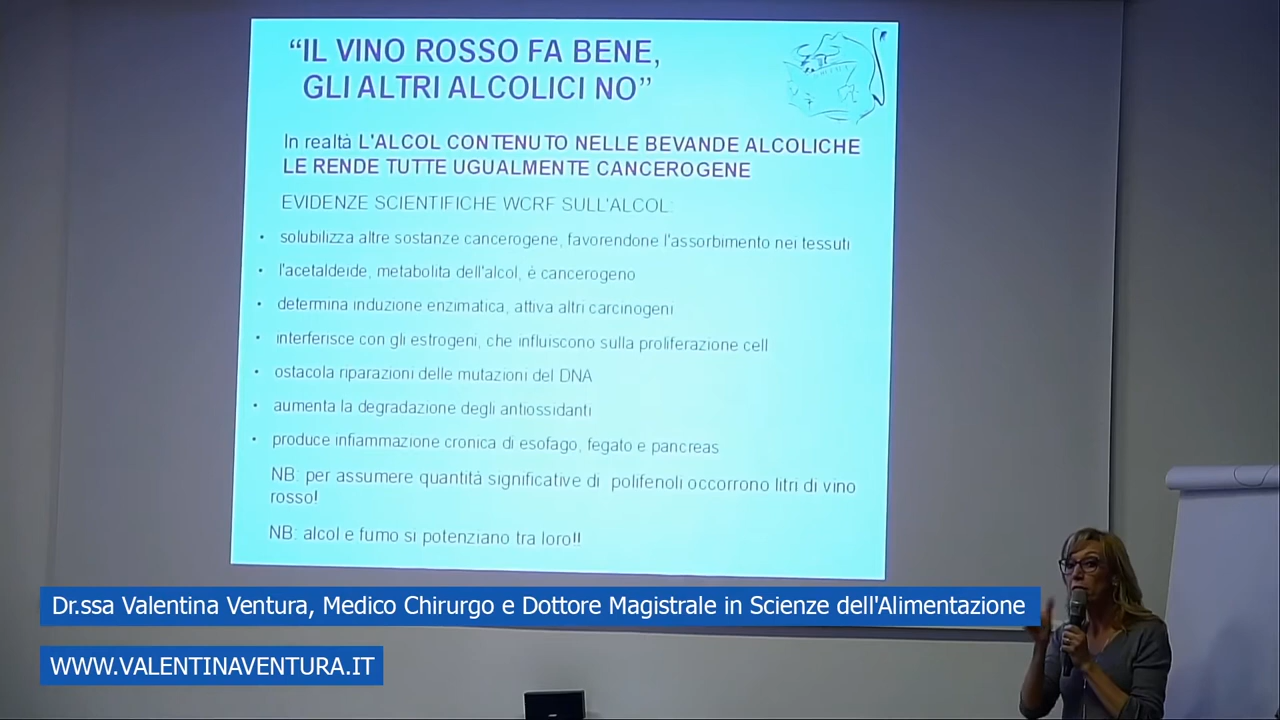 “IL VINO ROSSO FA BENE,
GLI ALTRI ALCOLICI NO”
In realtà L'ALCOL CONTENUTO NELLE BEVANDE ALCOLICHE
LE RENDE TUTTE UGUALMENTE CANCEROGENE
EVIDENZE SCIENTIFICHE WCRF SULL'ALCOL:
• solubilizza altre sostanze cancerogene, favorendone l'assorbimento nei tessuti
• l'acetaldeide, metabolita dell'alcol, è cancerogeno
• determina induzione enzimatica, attiva altri carcinogeni
• interferisce con gli estrogeni, che influiscono sulla proliferazione cell
• ostacola riparazioni delle mutazioni del DNA
• aumenta la degradazione degli antiossidanti
• produce infiammazione cronica di esofago, fegato e pancreas
NB: per assumere quantità significative di polifenoli occorrono litri di vino
rosso!
NB: alcol e fumo si potenziano tra loro!!
Dr.ssa Valentina Ventura, Medico Chirurgo e Dottore Magistrale in Scienze dell'Alimentazione
WWW.VALENTINAVENTURA.IT